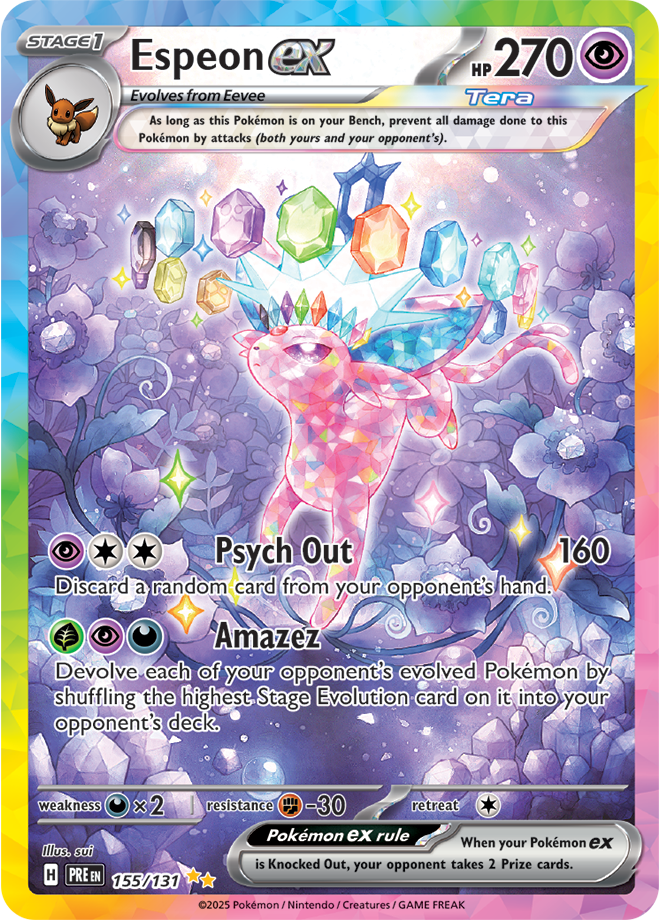 STAGE1
Espeon ex
HP 270
Evolves from Eevee
Tera
As long as this Pokémon is on your Bench, prevent all damage done to this
Pokémon by attacks (both yours and your opponent's).
Psych Out 160
Discard a random card from your opponent's hand.
Amazez
Devolve each of your opponent's evolved Pokémon by
shuffling the highest Stage Evolution card on it into your
opponent's deck.
weakness ×2 resistance -30 retreat
Illus. sui
Pokémon ex rule
When your Pokémon ex
is Knocked Out, your opponent takes 2 Prize cards.
H PRE EN 155/131
©2025 Pokémon / Nintendo / Creatures / GAME FREAK